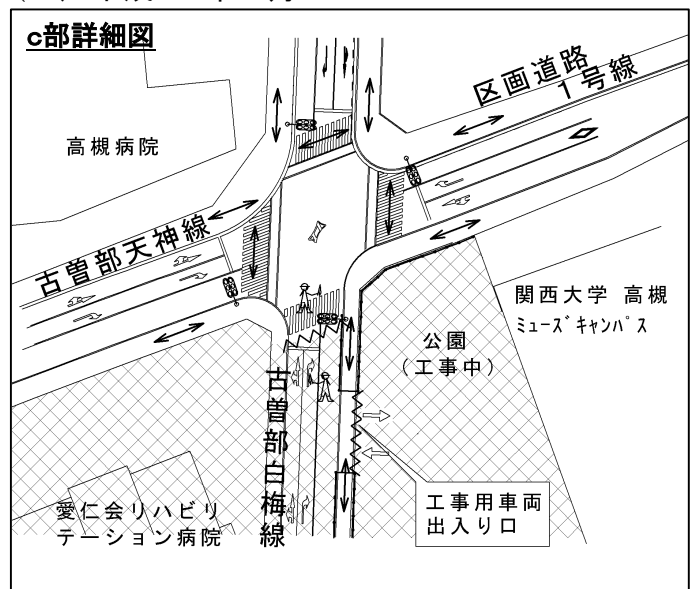 c部詳細図
区画道路
1号線
高槻病院
古曽部天神線
関西大学 高槻
ﾐｭｰｽﾞｷｬﾝﾊﾟｽ
公園
(工事中)
古曽部白梅線
工事用車両
出入り口
愛仁会リハビリ
テーション病院